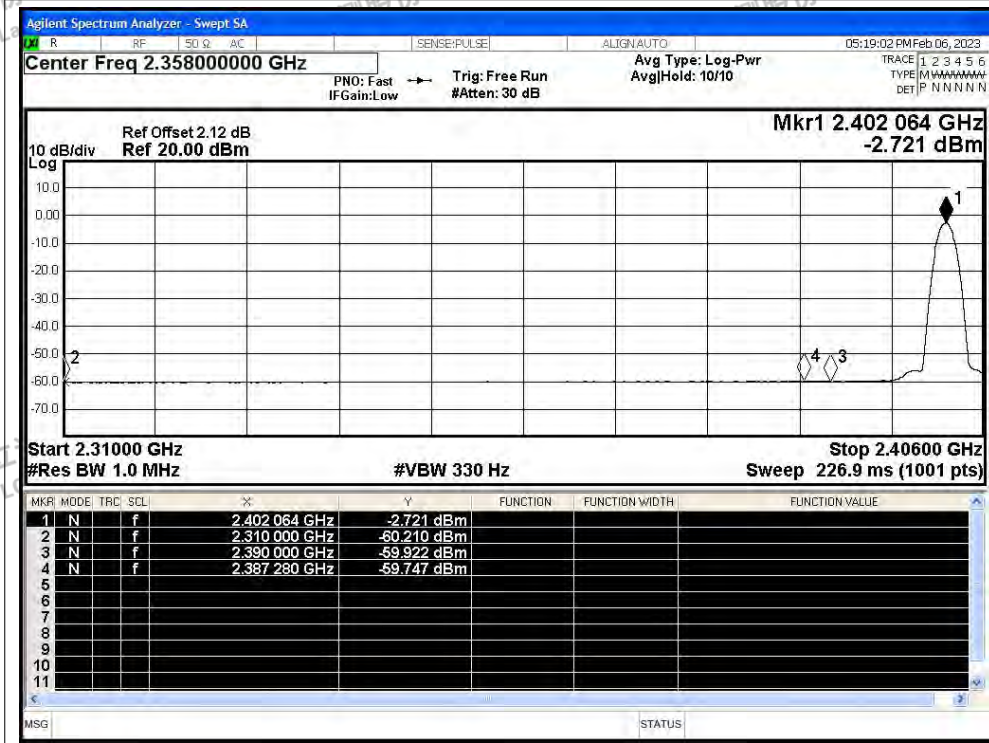 Agilent Spectrum Analyzer - Swept SA
R RF 50 Ω AC SENSE:PULSE ALIGNAUTO 05:19:02 PM Feb 06, 2023
Center Freq 2.358000000 GHz
PNO: Fast
IFGain:Low
Trig: Free Run
#Atten: 30 dB
Avg Type: Log-Pwr
Avg|Hold: 10/10
TRACE 1 2 3 4 5 6
TYPE M WWWWW
DET P N N N N N
Mkr1 2.402 064 GHz
-2.721 dBm
Ref Offset 2.12 dB
10 dB/div Ref 20.00 dBm
Log
10.0
0.00
-10.0
-20.0
-30.0
-40.0
-50.0
-60.0
-70.0
1
2
4 3
Start 2.31000 GHz Stop 2.40600 GHz
#Res BW 1.0 MHz #VBW 330 Hz Sweep 226.9 ms (1001 pts)
MKR MODE TRC SCL X Y FUNCTION FUNCTION WIDTH FUNCTION VALUE
1 N f 2.402 064 GHz -2.721 dBm
2 N f 2.310 000 GHz -60.210 dBm
3 N f 2.390 000 GHz -59.922 dBm
4 N f 2.387 280 GHz -59.747 dBm
5
6
7
8
9
10
11
MSG STATUS